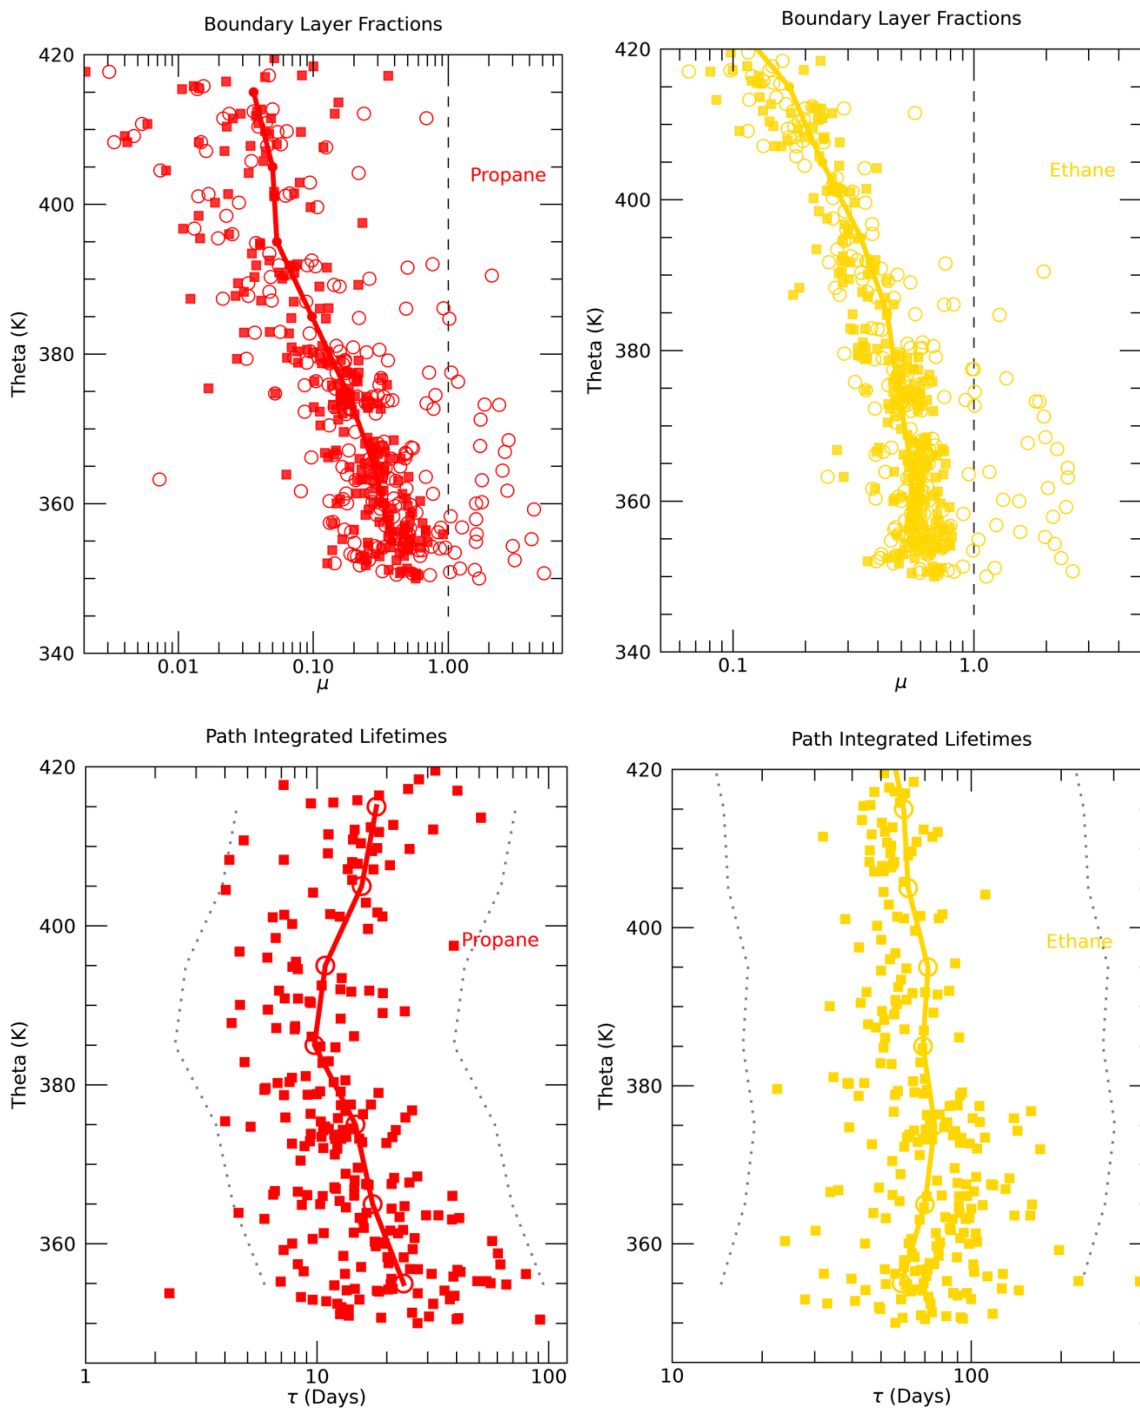 Boundary Layer Fractions
420
400
380
360
340
Theta (K)
Propane
0.01
0.10
1.00
μ
Boundary Layer Fractions
420
400
380
360
340
Theta (K)
Ethane
0.1
1.0
μ
Path Integrated Lifetimes
420
400
380
360
Theta (K)
Propane
1
10
100
τ (Days)
Path Integrated Lifetimes
420
400
380
360
Theta (K)
Ethane
10
100
τ (Days)